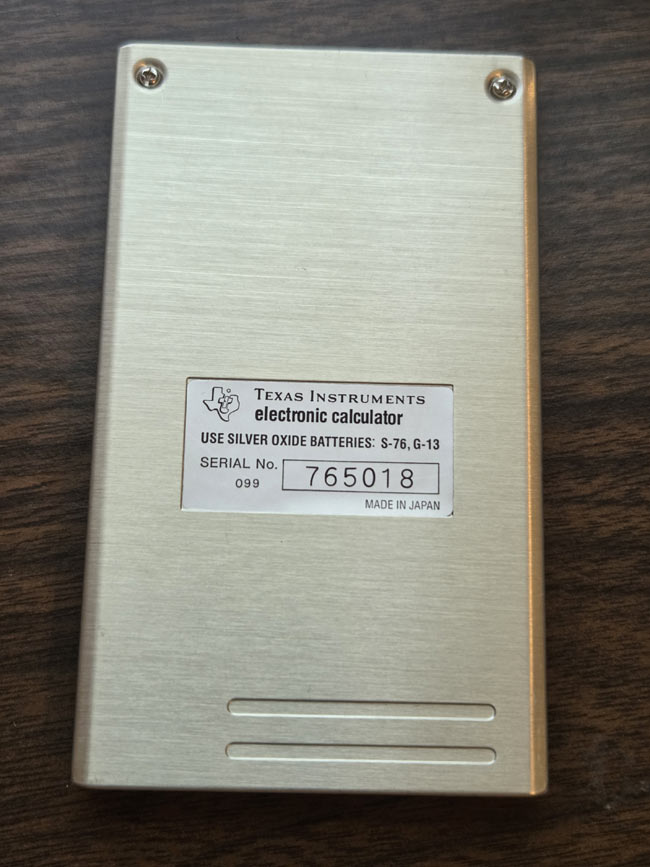 TEXAS INSTRUMENTS
electronic calculator
USE SILVER OXIDE BATTERIES: S-76, G-13
SERIAL No. 765018
099
MADE IN JAPAN